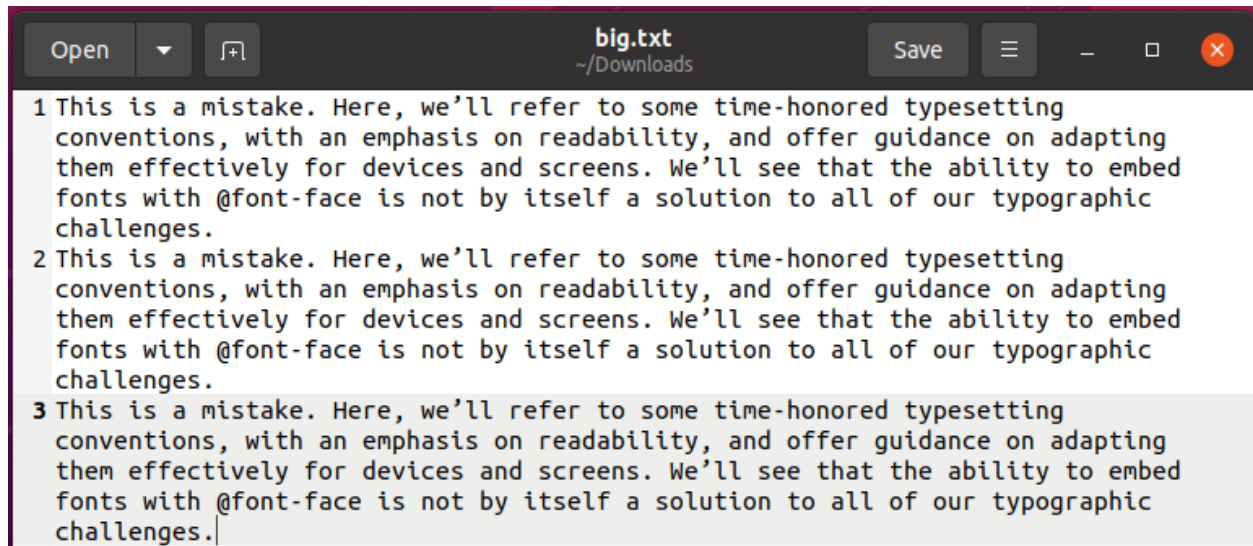 Open
big.txt
~/Downloads
Save
1 This is a mistake. Here, we’ll refer to some time-honored typesetting
conventions, with an emphasis on readability, and offer guidance on adapting
them effectively for devices and screens. We’ll see that the ability to embed
fonts with @font-face is not by itself a solution to all of our typographic
challenges.
2 This is a mistake. Here, we’ll refer to some time-honored typesetting
conventions, with an emphasis on readability, and offer guidance on adapting
them effectively for devices and screens. We’ll see that the ability to embed
fonts with @font-face is not by itself a solution to all of our typographic
challenges.
3 This is a mistake. Here, we’ll refer to some time-honored typesetting
conventions, with an emphasis on readability, and offer guidance on adapting
them effectively for devices and screens. We’ll see that the ability to embed
fonts with @font-face is not by itself a solution to all of our typographic
challenges.